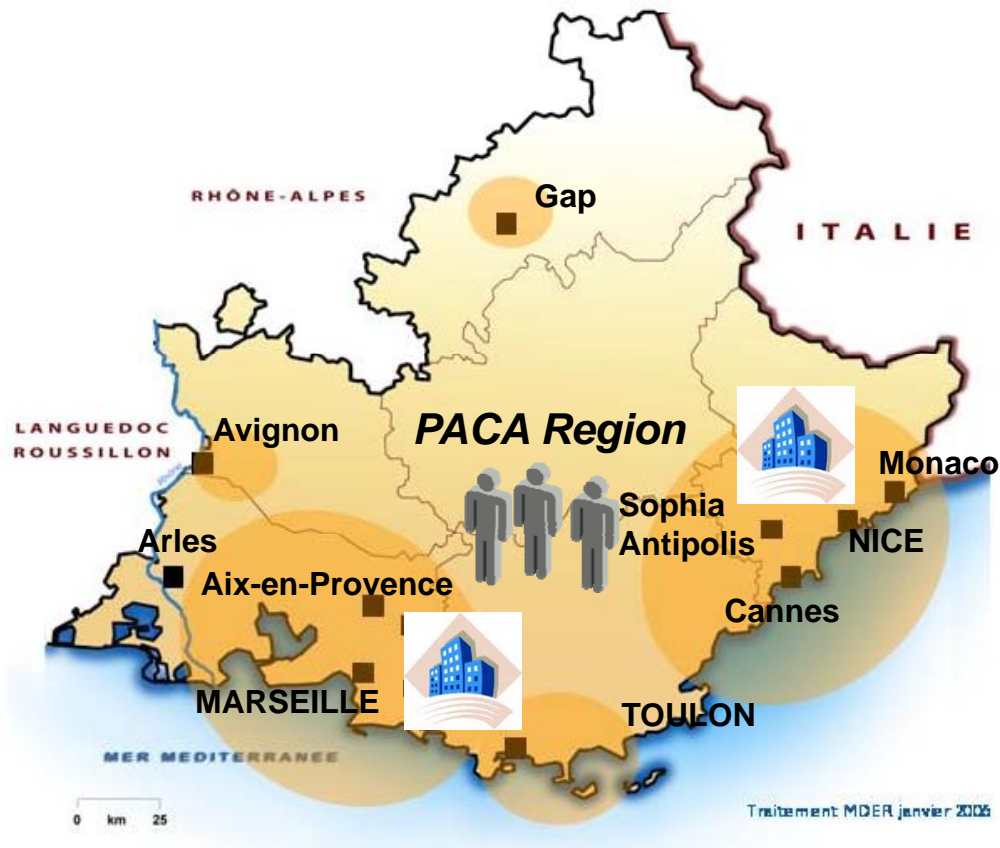 Gap
RHÔNE-ALPES
ITALIE
Avignon
PACA Region
LANGUEDOC
ROUSSILLON
Monaco
Rhône
Sophia
Antipolis
NICE
Arles
Aix-en-Provence
Cannes
MARSEILLE
TOULON
MER MEDITERRANEE
0 km 25
Traitement MDER janvier 2006